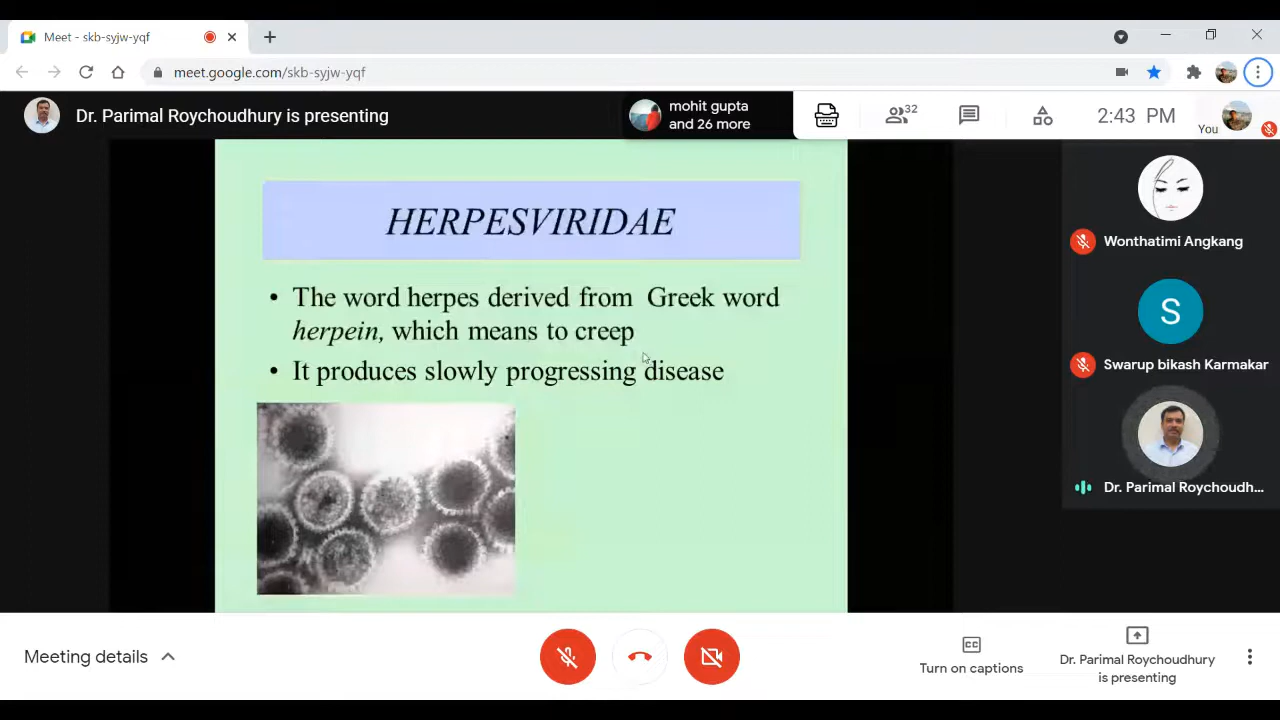 Meet - skb-syjw-yqf
meet.google.com/skb-syjw-yqf
Dr. Parimal Roychoudhury is presenting
mohit gupta
and 26 more
32
2:43 PM
You
HERPESVIRIDAE
• The word herpes derived from Greek word
herpein, which means to creep
• It produces slowly progressing disease
Wonthatimi Angkang
S
Swarup bikash Karmakar
Dr. Parimal Roychoudh...
Meeting details
CC
Turn on captions
Dr. Parimal Roychoudhury
is presenting